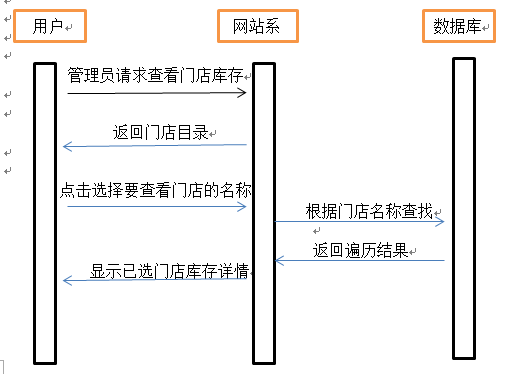 用户
网站系
数据库
管理员请求查看门店库存
返回门店目录
点击选择要查看门店的名称
根据门店名称查找
返回遍历结果
显示已选门店库存详情